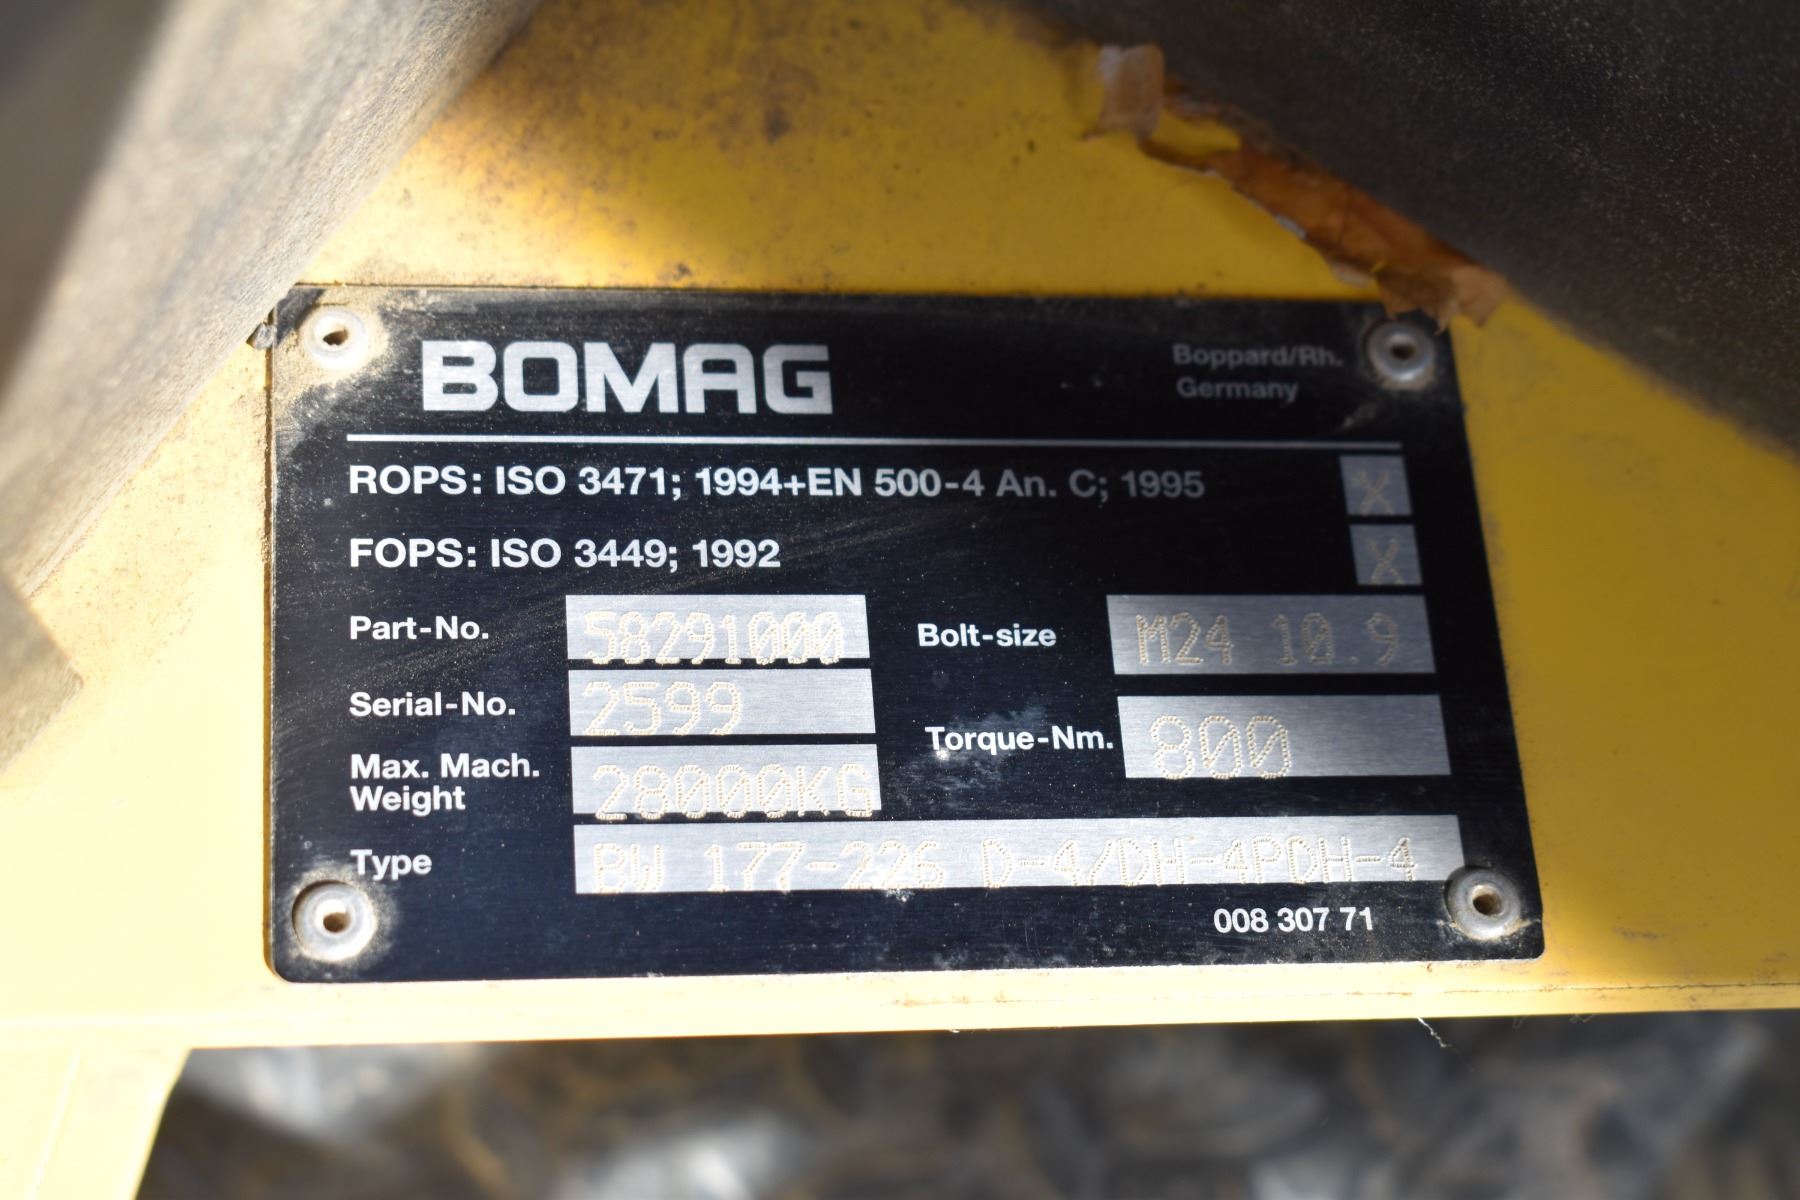 BOMAG
Boppard/Rh.
Germany
ROPS: ISO 3471; 1994+EN 500-4 An. C; 1995 X
FOPS: ISO 3449; 1992 X
Part-No. 58291000
Bolt-size M24 10.9
Serial-No. 2599
Torque-Nm. 800
Max. Mach.
Weight 28000KG
Type BW 177-226 D-4/DH-4PDH-4
008 307 71